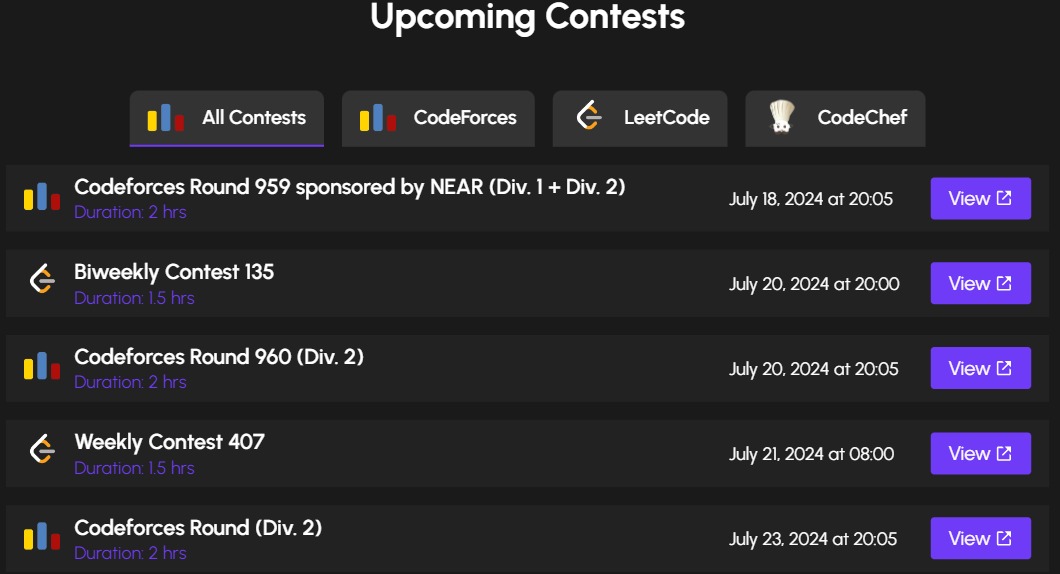 Upcoming Contests
All Contests CodeForces LeetCode CodeChef
Codeforces Round 959 sponsored by NEAR (Div. 1 + Div. 2)
Duration: 2 hrs
July 18, 2024 at 20:05
View
Biweekly Contest 135
Duration: 1.5 hrs
July 20, 2024 at 20:00
View
Codeforces Round 960 (Div. 2)
Duration: 2 hrs
July 20, 2024 at 20:05
View
Weekly Contest 407
Duration: 1.5 hrs
July 21, 2024 at 08:00
View
Codeforces Round (Div. 2)
Duration: 2 hrs
July 23, 2024 at 20:05
View